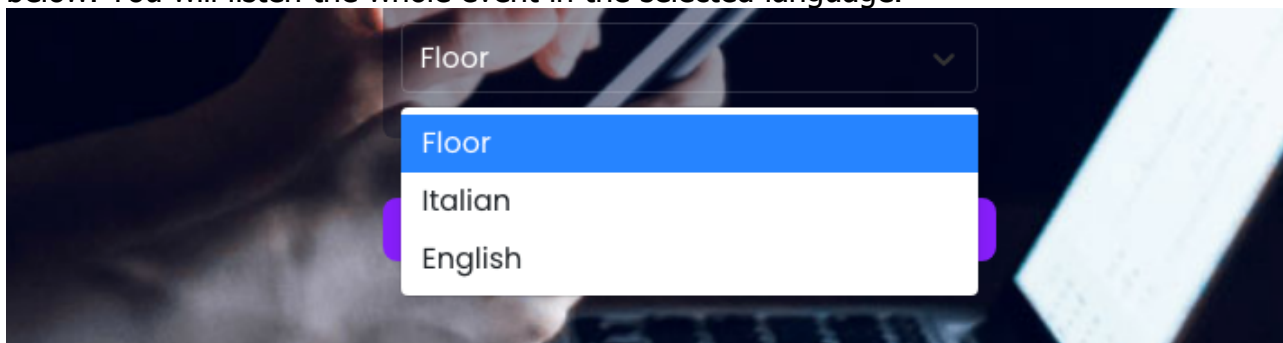 below. You will listen the whole event in the selected language.
Floor
Floor
Italian
English